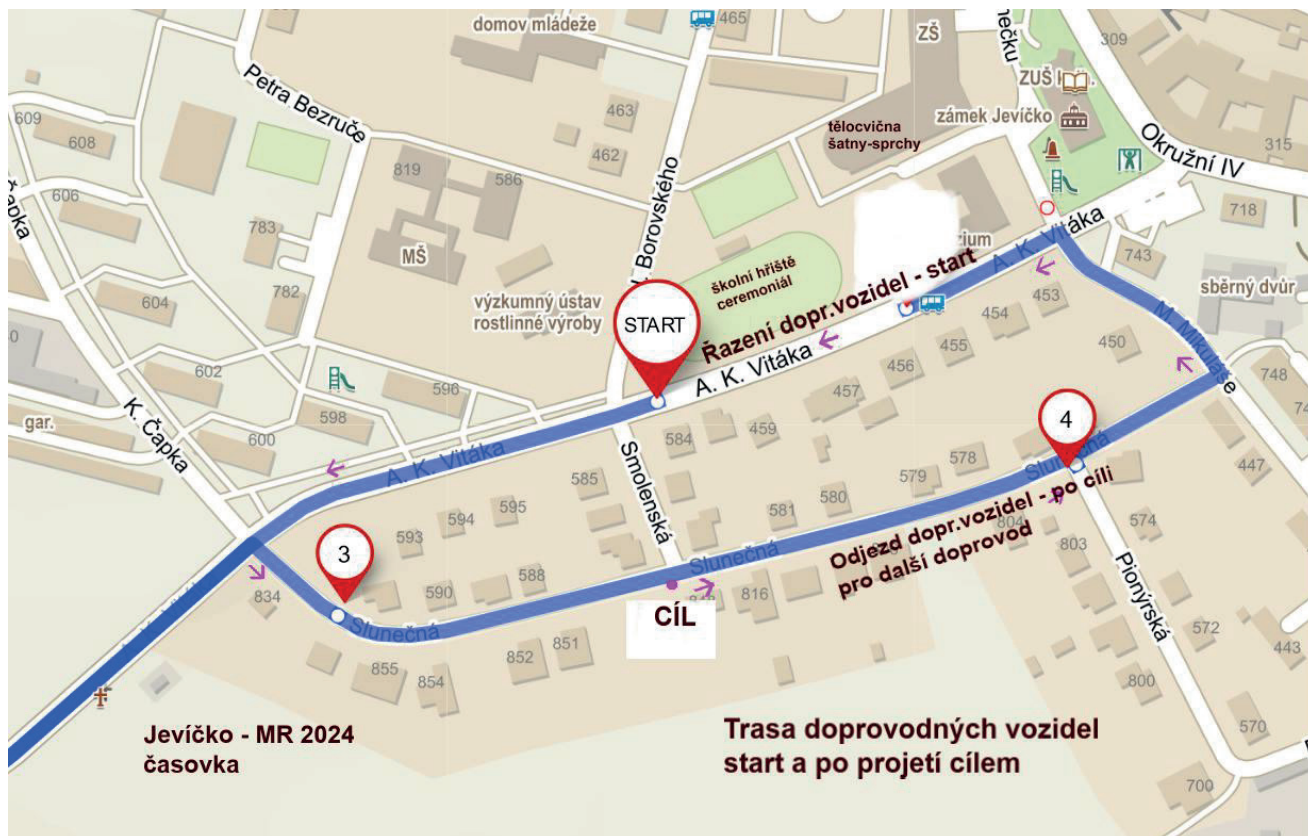 domov mládeže
465
ZŠ
309
ZUŠ
Petra Bezruče
463
609
608
tělocvična
šatny-sprchy
zámek Jevíčko
Okružní IV
315
462
819
586
Čapka
606
783
MŠ
Borovského
718
A. K. Vitáka
743
školní hřiště
ceremoniál
sběrný dvůr
604
782
výzkumný ústav
rostlinné výroby
START
Řazení dopr.vozidel - start
453
454
455
450
M. Mikuláše
602
596
A. K. Vitáka
456
457
748
K. Čapka
598
gar.
600
584
459
4
A. K. Vitáka
Smolenská
585
578
579
Slunečná
447
595
594
593
580
581
Odjezd dopr.vozidel - po cíli
pro další doprovod
804
803
574
3
588
590
Slunečná
834
816
CÍL
Pionýrská
Slunečná
572
443
851
852
855
854
800
Jevíčko - MR 2024
časovka
Trasa doprovodných vozidel
start a po projetí cílem
570
700